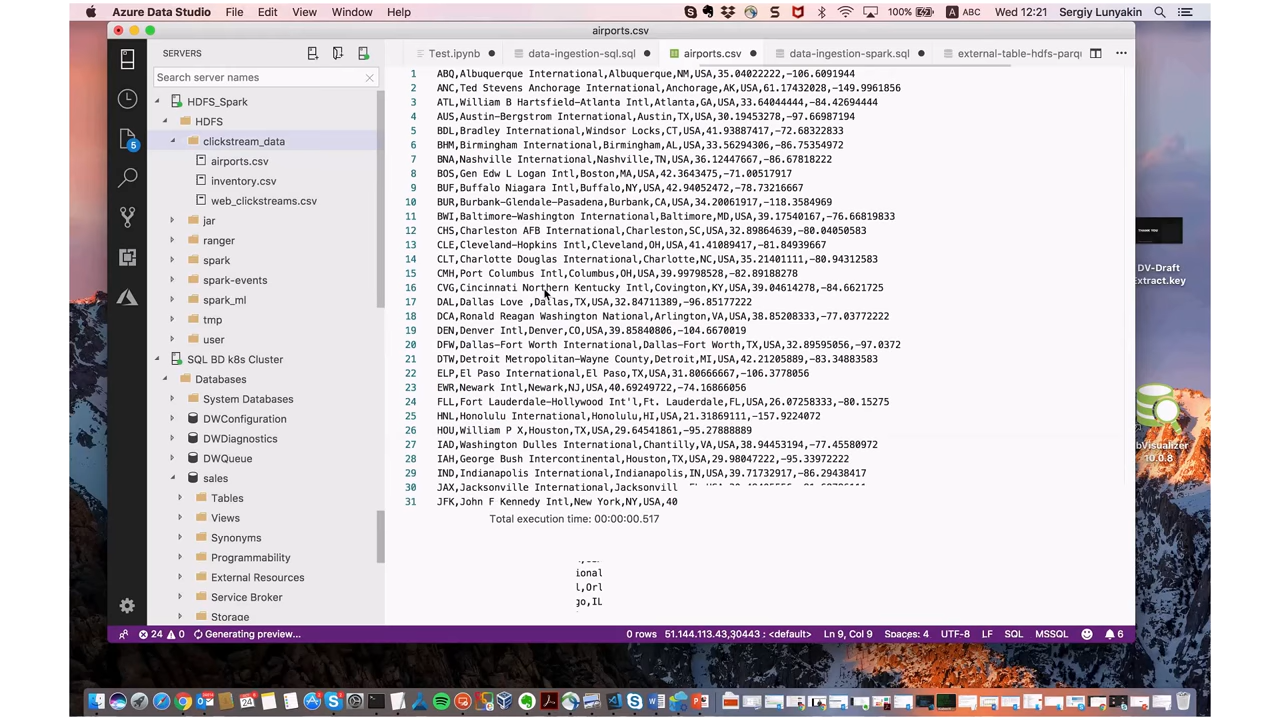 Azure Data Studio File Edit View Window Help 100% ABC Wed 12:21 Sergiy Lunyakin
airports.csv
SERVERS
Test.ipynb data-ingestion-sql.sql airports.csv data-ingestion-spark.sql external-table-hdfs-parqu
Search server names
HDFS_Spark
HDFS
clickstream_data
airports.csv
inventory.csv
web_clickstreams.csv
jar
ranger
spark
spark-events
spark_ml
tmp
user
SQL BD k8s Cluster
Databases
System Databases
DWConfiguration
DWDiagnostics
DWQueue
sales
Tables
Views
Synonyms
Programmability
External Resources
Service Broker
Storage
5
1 ABQ,Albuquerque International,Albuquerque,NM,USA,35.04022222,-106.6091944
2 ANC,Ted Stevens Anchorage International,Anchorage,AK,USA,61.17432028,-149.9961856
3 ATL,William B Hartsfield-Atlanta Intl,Atlanta,GA,USA,33.64044444,-84.42694444
4 AUS,Austin-Bergstrom International,Austin,TX,USA,30.19453278,-97.66987194
5 BDL,Bradley International,Windsor Locks,CT,USA,41.93887417,-72.68322833
6 BHM,Birmingham International,Birmingham,AL,USA,33.56294306,-86.75354972
7 BNA,Nashville International,Nashville,TN,USA,36.12447667,-86.67818222
8 BOS,Gen Edw L Logan Intl,Boston,MA,USA,42.3643475,-71.00517917
9 BUF,Buffalo Niagara Intl,Buffalo,NY,USA,42.94052472,-78.73216667
10 BUR,Burbank-Glendale-Pasadena,Burbank,CA,USA,34.20061917,-118.3584969
11 BWI,Baltimore-Washington International,Baltimore,MD,USA,39.17540167,-76.66819833
12 CHS,Charleston AFB International,Charleston,SC,USA,32.89864639,-80.04050583
13 CLE,Cleveland-Hopkins Intl,Cleveland,OH,USA,41.41089417,-81.84939667
14 CLT,Charlotte Douglas International,Charlotte,NC,USA,35.21401111,-80.94312583
15 CMH,Port Columbus Intl,Columbus,OH,USA,39.99798528,-82.89188278
16 CVG,Cincinnati Northern Kentucky Intl,Covington,KY,USA,39.04614278,-84.6621725
17 DAL,Dallas Love ,Dallas,TX,USA,32.84711389,-96.85177222
18 DCA,Ronald Reagan Washington National,Arlington,VA,USA,38.85208333,-77.03772222
19 DEN,Denver Intl,Denver,CO,USA,39.85840806,-104.6670019
20 DFW,Dallas-Fort Worth International,Dallas-Fort Worth,TX,USA,32.89595056,-97.0372
21 DTW,Detroit Metropolitan-Wayne County,Detroit,MI,USA,42.21205889,-83.34883583
22 ELP,El Paso International,El Paso,TX,USA,31.80666667,-106.3778056
23 EWR,Newark Intl,Newark,NJ,USA,40.69249722,-74.16866056
24 FLL,Fort Lauderdale-Hollywood Int'l,Ft. Lauderdale,FL,USA,26.07258333,-80.15275
25 HNL,Honolulu International,Honolulu,HI,USA,21.31869111,-157.9224072
26 HOU,William P X,Houston,TX,USA,29.64541861,-95.27888889
27 IAD,Washington Dulles International,Chantilly,VA,USA,38.94453194,-77.45580972
28 IAH,George Bush Intercontinental,Houston,TX,USA,29.98047222,-95.33972222
29 IND,Indianapolis International,Indianapolis,IN,USA,39.71732917,-86.29438417
30 JAX,Jacksonville International,Jacksonvill
31 JFK,John F Kennedy Intl,New York,NY,USA,40
Total execution time: 00:00:00.517
ional
l,Orl
go,IL
24 0 Generating preview... 0 rows 51.144.113.43,30443 : <default> Ln 9, Col 9 Spaces: 4 UTF-8 LF SQL MSSQL 6
THANK YOU
DV-Draft
Extract.key
bVisualizer
10.0.8